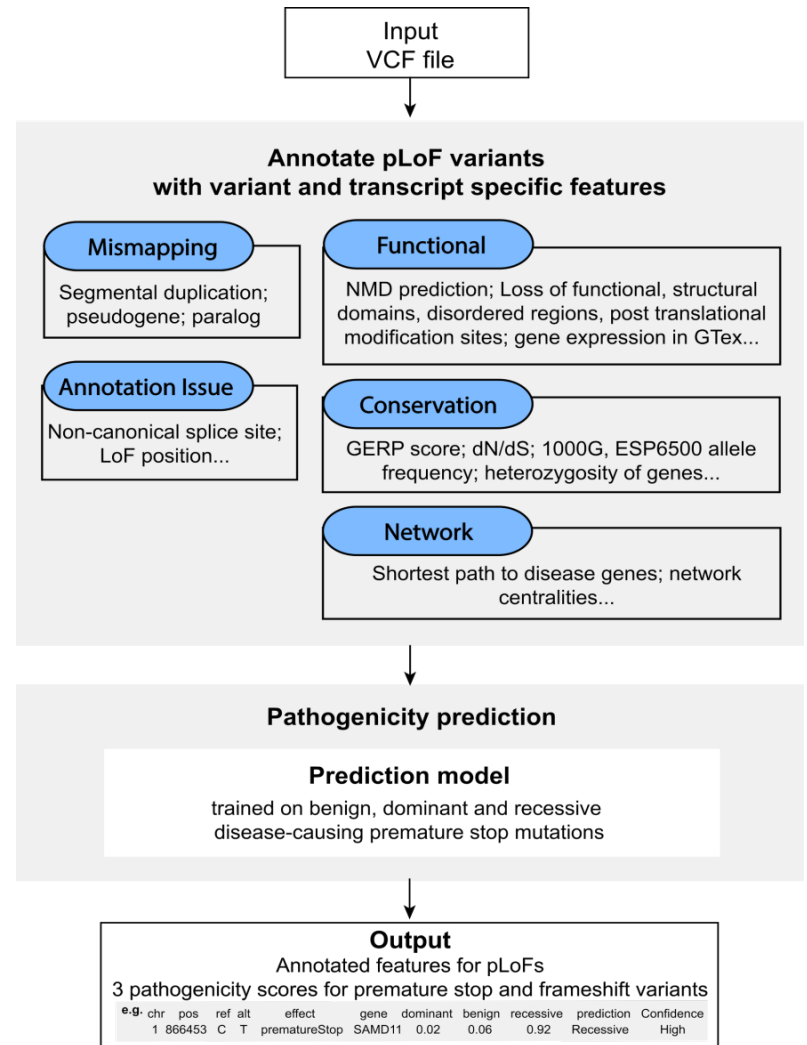 Input
VCF file
Annotate pLoF variants
with variant and transcript specific features
Mismapping
Segmental duplication;
pseudogene; paralog
Annotation Issue
Non-canonical splice site;
LoF position...
Functional
NMD prediction; Loss of functional, structural
domains, disordered regions, post translational
modification sites; gene expression in GTex...
Conservation
GERP score; dN/dS; 1000G, ESP6500 allele
frequency; heterozygosity of genes...
Network
Shortest path to disease genes; network
centralities...
Pathogenicity prediction
Prediction model
trained on benign, dominant and recessive
disease-causing premature stop mutations
Output
Annotated features for pLoFs
3 pathogenicity scores for premature stop and frameshift variants
e.g. chr pos ref alt effect gene dominant benign recessive prediction Confidence
1 866453 C T prematureStop SAMD11 0.02 0.06 0.92 Recessive High